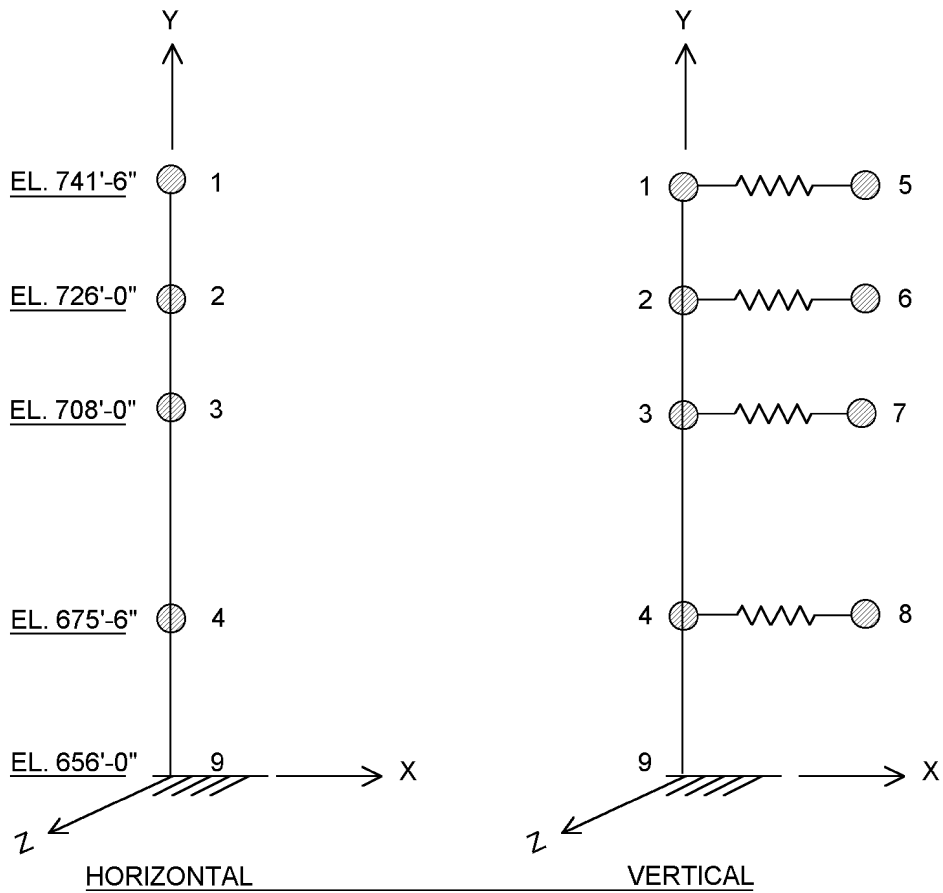 Y Y
EL. 741'-6" 1 1 5
EL. 726'-0" 2 2 6
EL. 708'-0" 3 3 7
EL. 675'-6" 4 4 8
EL. 656'-0" 9 9
X X
Z Z
HORIZONTAL VERTICAL